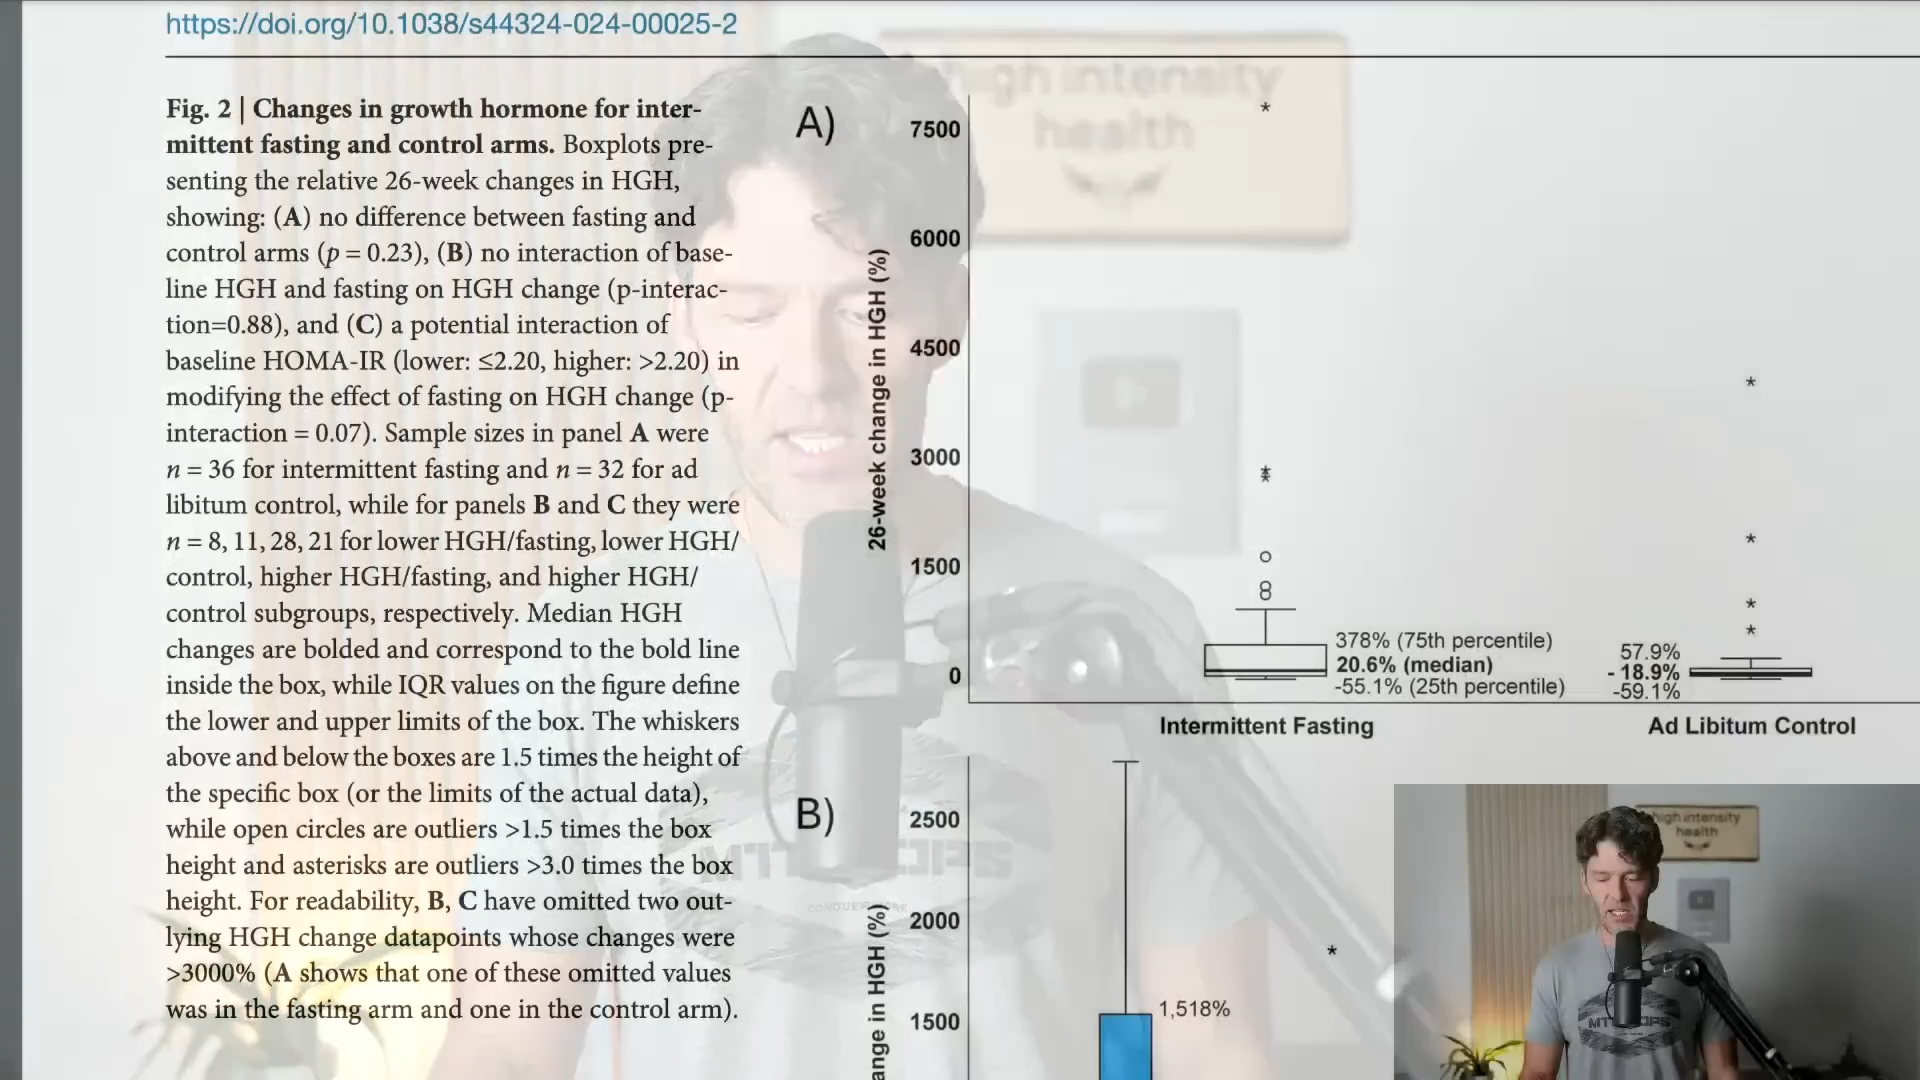 https://doi.org/10.1038/s44324-024-00025-2
Fig. 2 | Changes in growth hormone for inter-
mittent fasting and control arms. Boxplots pre-
senting the relative 26-week changes in HGH,
showing: (A) no difference between fasting and
control arms (p = 0.23), (B) no interaction of base-
line HGH and fasting on HGH change (p-interac-
tion=0.88), and (C) a potential interaction of
baseline HOMA-IR (lower: ≤2.20, higher: >2.20) in
modifying the effect of fasting on HGH change (p-
interaction = 0.07). Sample sizes in panel A were
n = 36 for intermittent fasting and n = 32 for ad
libitum control, while for panels B and C they were
n = 8, 11, 28, 21 for lower HGH/fasting, lower HGH/
control, higher HGH/fasting, and higher HGH/
control subgroups, respectively. Median HGH
changes are bolded and correspond to the bold line
inside the box, while IQR values on the figure define
the lower and upper limits of the box. The whiskers
above and below the boxes are 1.5 times the height of
the specific box (or the limits of the actual data),
while open circles are outliers >1.5 times the box
height and asterisks are outliers >3.0 times the box
height. For readability, B, C have omitted two out-
lying HGH change datapoints whose changes were
>3000% (A shows that one of these omitted values
was in the fasting arm and one in the control arm).
A)
26-week change in HGH (%)
7500
6000
4500
3000
1500
0
378% (75th percentile)
20.6% (median)
-55.1% (25th percentile)
57.9%
- 18.9%
-59.1%
Intermittent Fasting
Ad Libitum Control
B)
ange in HGH (%)
2500
2000
1500
1,518%
high intensity
health
high intensity
health